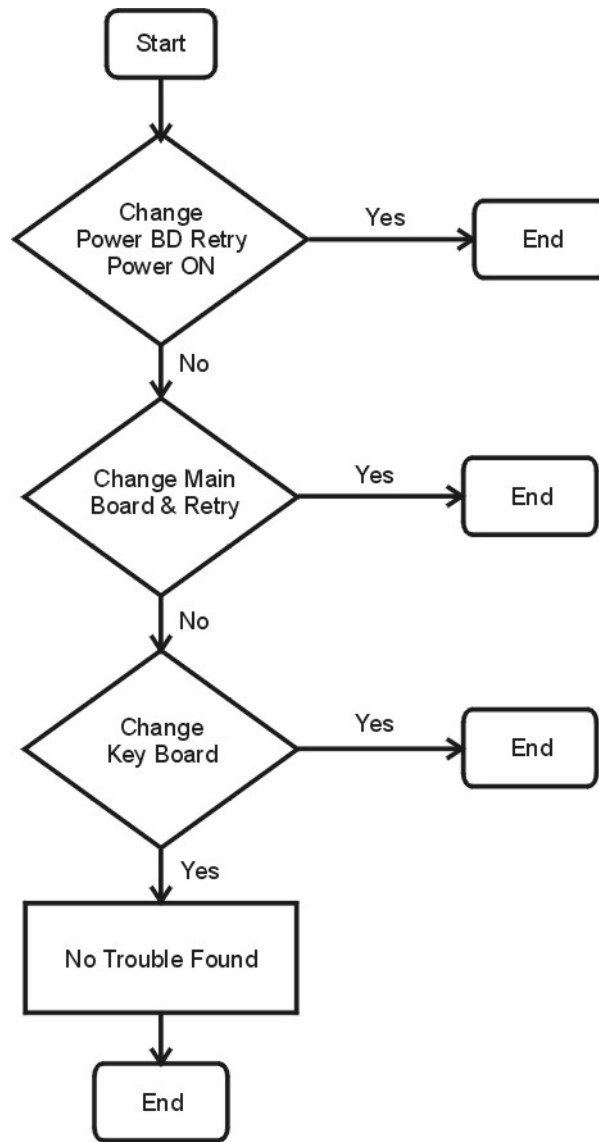 Start
Change
Power BD Retry
Power ON
Yes
End
No
Change Main
Board & Retry
Yes
End
No
Change
Key Board
Yes
End
Yes
No Trouble Found
End